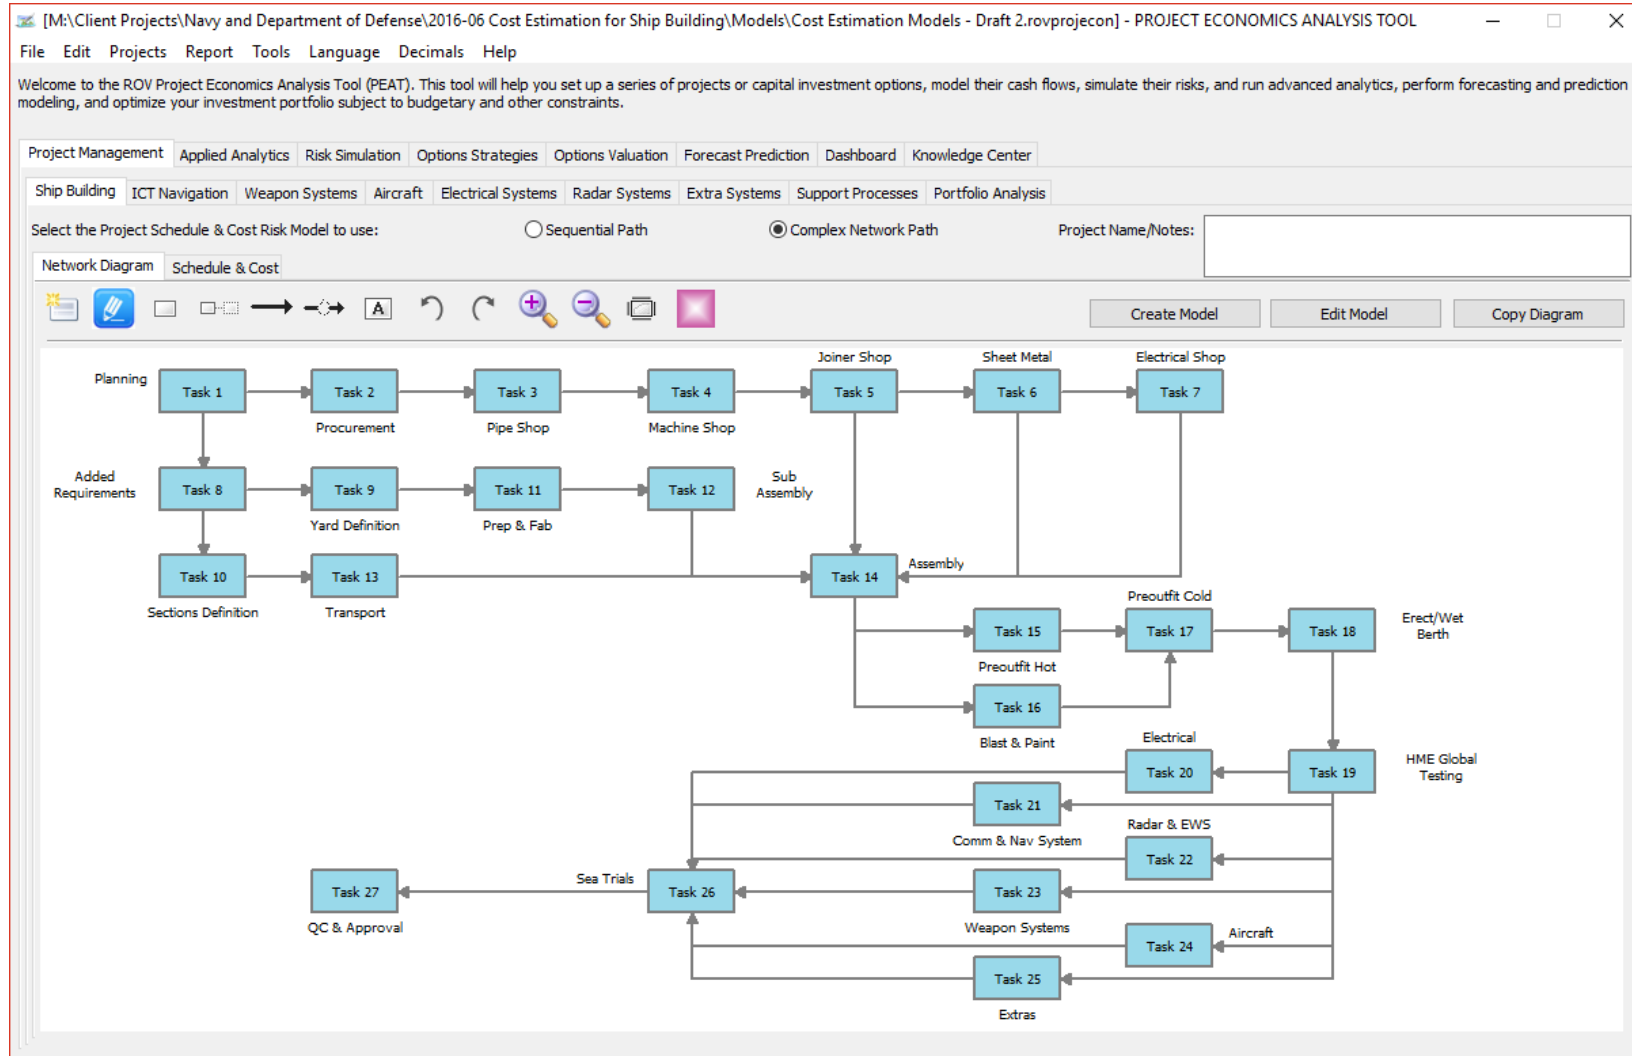 [M:\Client Projects\Navy and Department of Defense\2016-06 Cost Estimation for Ship Building\Models\Cost Estimation Models - Draft 2.rovprojecon] - PROJECT ECONOMICS ANALYSIS TOOL
File Edit Projects Report Tools Language Decimals Help
Welcome to the ROV Project Economics Analysis Tool (PEAT). This tool will help you set up a series of projects or capital investment options, model their cash flows, simulate their risks, and run advanced analytics, perform forecasting and prediction
modeling, and optimize your investment portfolio subject to budgetary and other constraints.
Project Management Applied Analytics Risk Simulation Options Strategies Options Valuation Forecast Prediction Dashboard Knowledge Center
Ship Building ICT Navigation Weapon Systems Aircraft Electrical Systems Radar Systems Extra Systems Support Processes Portfolio Analysis
Select the Project Schedule & Cost Risk Model to use: Sequential Path Complex Network Path Project Name/Notes:
Network Diagram Schedule & Cost
A
Create Model Edit Model Copy Diagram
Joiner Shop Sheet Metal Electrical Shop
Planning Task 1 Task 2 Task 3 Task 4 Task 5 Task 6 Task 7
Procurement Pipe Shop Machine Shop
Added
Requirements
Task 8 Task 9 Task 11 Task 12
Sub
Assembly
Yard Definition Prep & Fab
Task 10 Task 13 Task 14 Assembly
Sections Definition Transport
Preoutfit Cold
Task 15 Task 17 Task 18
Erect/Wet
Berth
Preoutfit Hot
Task 16
Blast & Paint
Electrical
Task 20 Task 19
HME Global
Testing
Task 21
Comm & Nav System
Radar & EWS
Task 22
Task 27 Sea Trials Task 26 Task 23
QC & Approval Weapon Systems
Task 24 Aircraft
Task 25
Extras